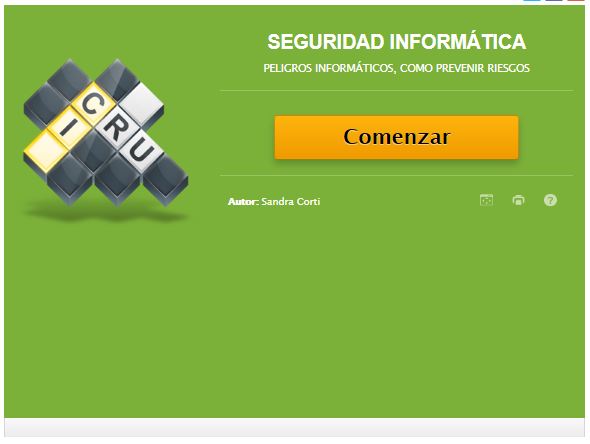 SEGURIDAD INFORMÁTICA
PELIGROS INFORMÁTICOS, COMO PREVENIR RIESGOS
C
I R
U
Comenzar
Autor: Sandra Corti
?